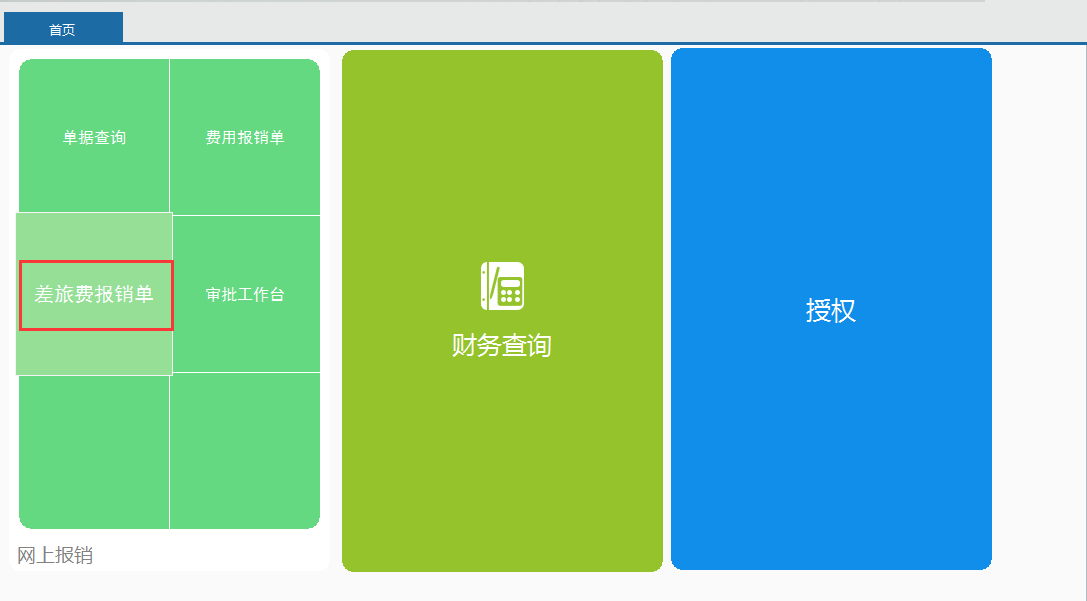 首页
单据查询
费用报销单
差旅费报销单
审批工作台
网上报销
财务查询
授权